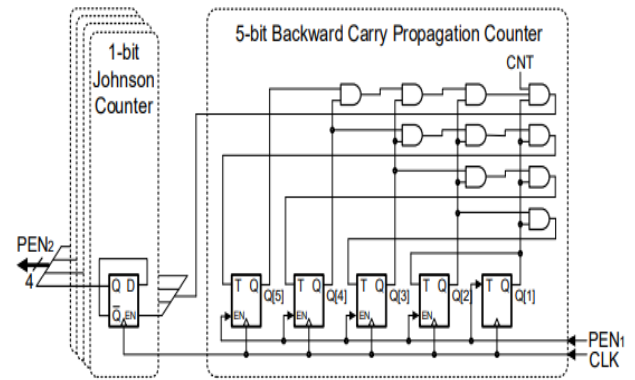 5-bit Backward Carry Propagation Counter
1-bit
Johnson
Counter
CNT
PEN2
4
Q D
Q EN
T Q
EN
Q[5]
T Q
EN
Q[4]
T Q
EN
Q[3]
T Q
EN
Q[2]
T Q
Q[1]
PEN1
CLK